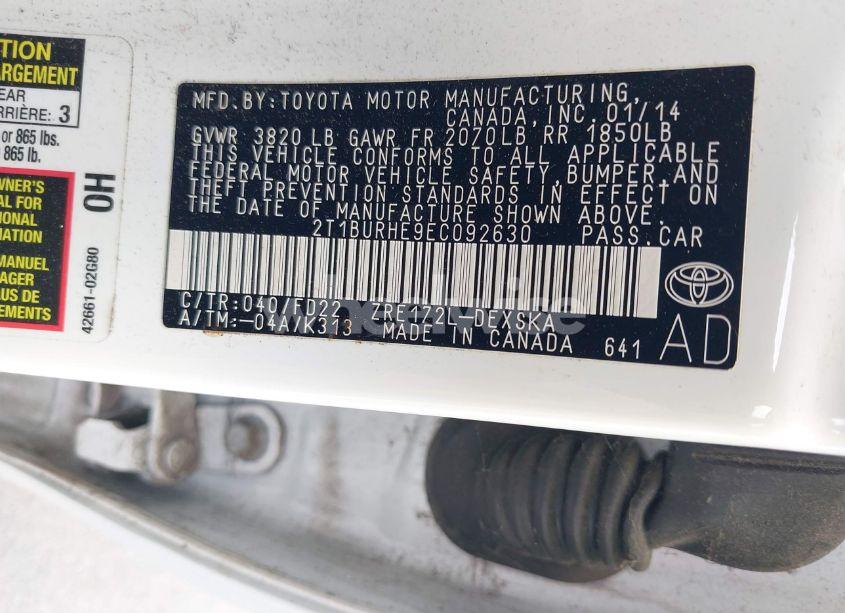 TION
ARGEMENT
EAR
RRIÈRE: 3
or 865 lbs.
865 lb.
WNER'S
AL FOR
IONAL
MATION
MANUEL
AGER
LUS DE
EMENTS
OH
42661-02G80
MFD.BY:TOYOTA MOTOR MANUFACTURING,
CANADA, INC. 01/14
GVWR 3820 LB GAWR FR 2070LB RR 1850LB
THIS VEHICLE CONFORMS TO ALL APPLICABLE
FEDERAL MOTOR VEHICLE SAFETY, BUMPER, AND
THEFT PREVENTION STANDARDS IN EFFECT ON
THE DATE OF MANUFACTURE SHOWN ABOVE.
2T1BURHE9EC092630 PASS.CAR
C/TR:040/FD22 ZRE172L-DEXSKA
A/TM:-04A/K313 MADE IN CANADA 641
TOYOTA
AD